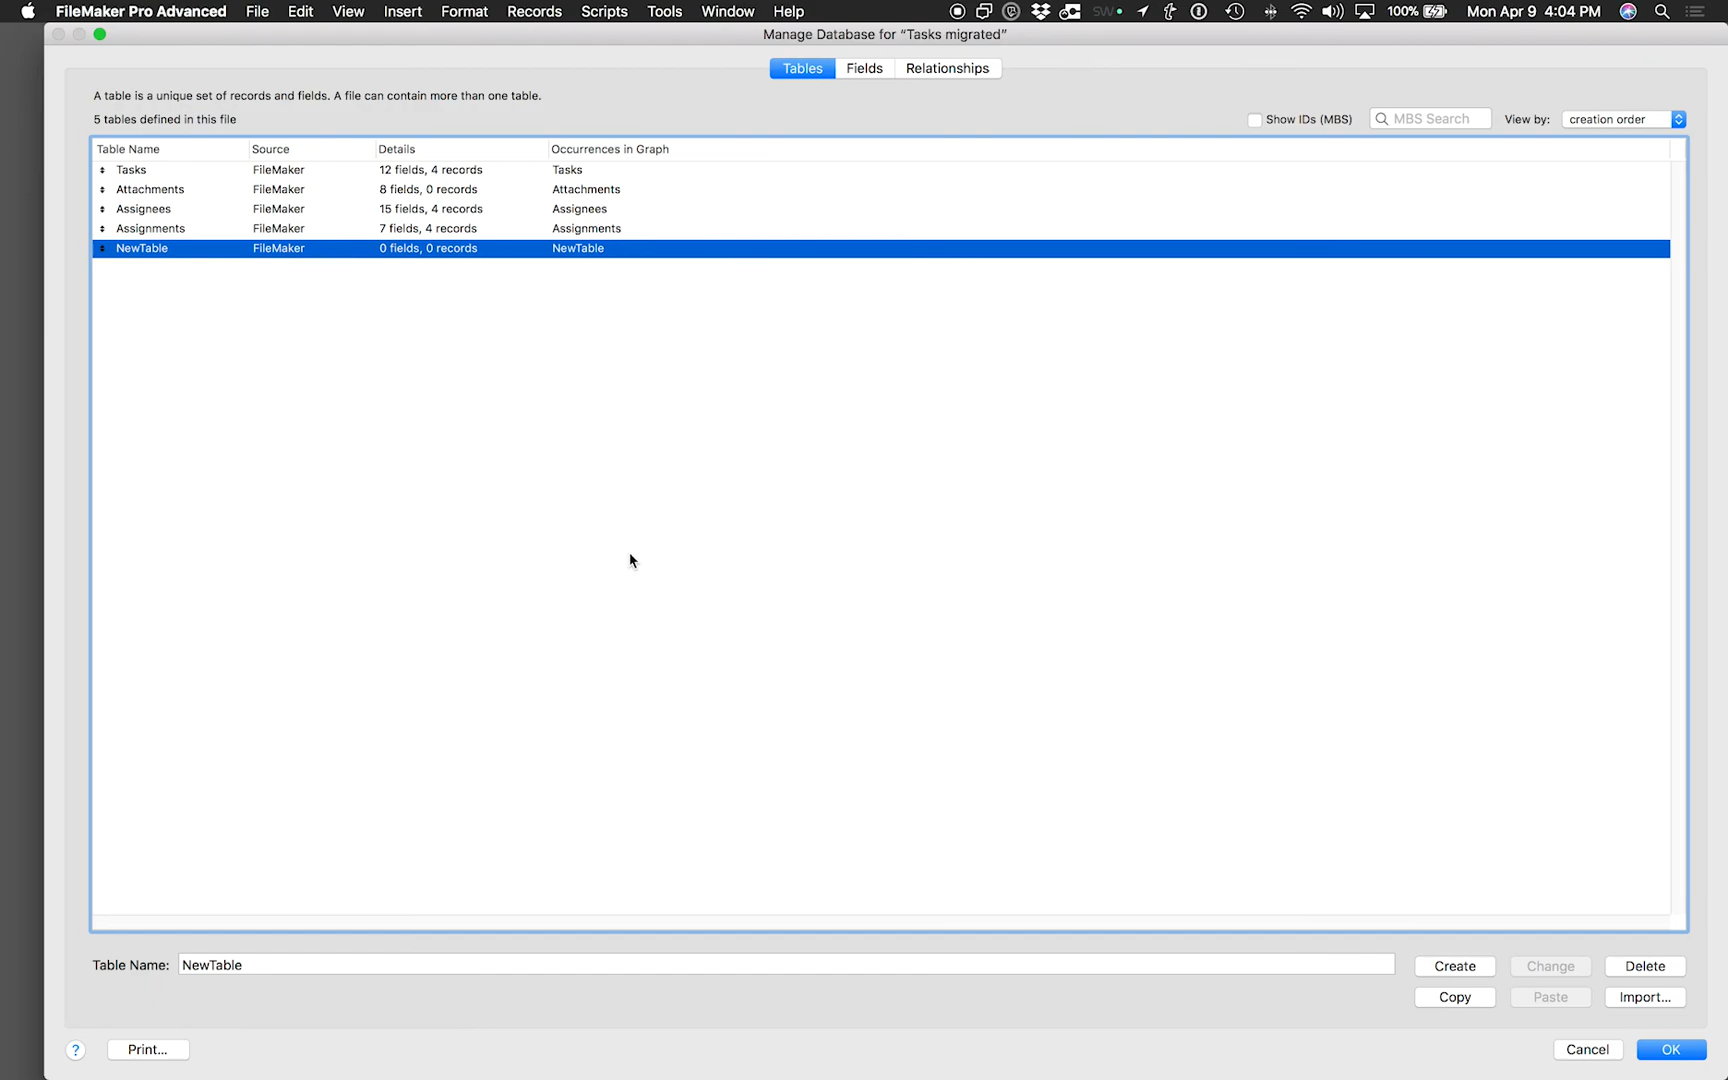 FileMaker Pro Advanced File Edit View Insert Format Records Scripts Tools Window Help 100% Mon Apr 9 4:04 PM
Manage Database for “Tasks migrated”
Tables Fields Relationships
A table is a unique set of records and fields. A file can contain more than one table.
5 tables defined in this file Show IDs (MBS) MBS Search View by: creation order
Table Name Source Details Occurrences in Graph
Tasks FileMaker 12 fields, 4 records Tasks
Attachments FileMaker 8 fields, 0 records Attachments
Assignees FileMaker 15 fields, 4 records Assignees
Assignments FileMaker 7 fields, 4 records Assignments
NewTable FileMaker 0 fields, 0 records NewTable
Table Name: NewTable Create Change Delete
Copy Paste Import...
? Print... Cancel OK